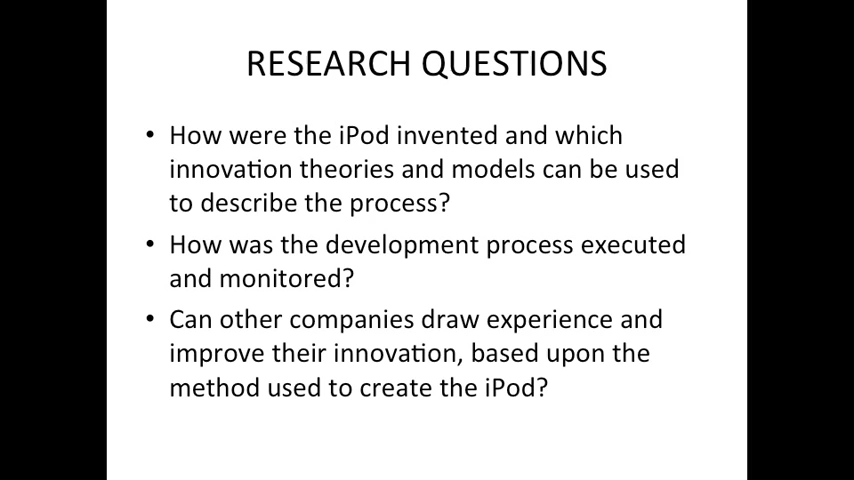 RESEARCH QUESTIONS
• How were the iPod invented and which
innovation theories and models can be used
to describe the process?
• How was the development process executed
and monitored?
• Can other companies draw experience and
improve their innovation, based upon the
method used to create the iPod?